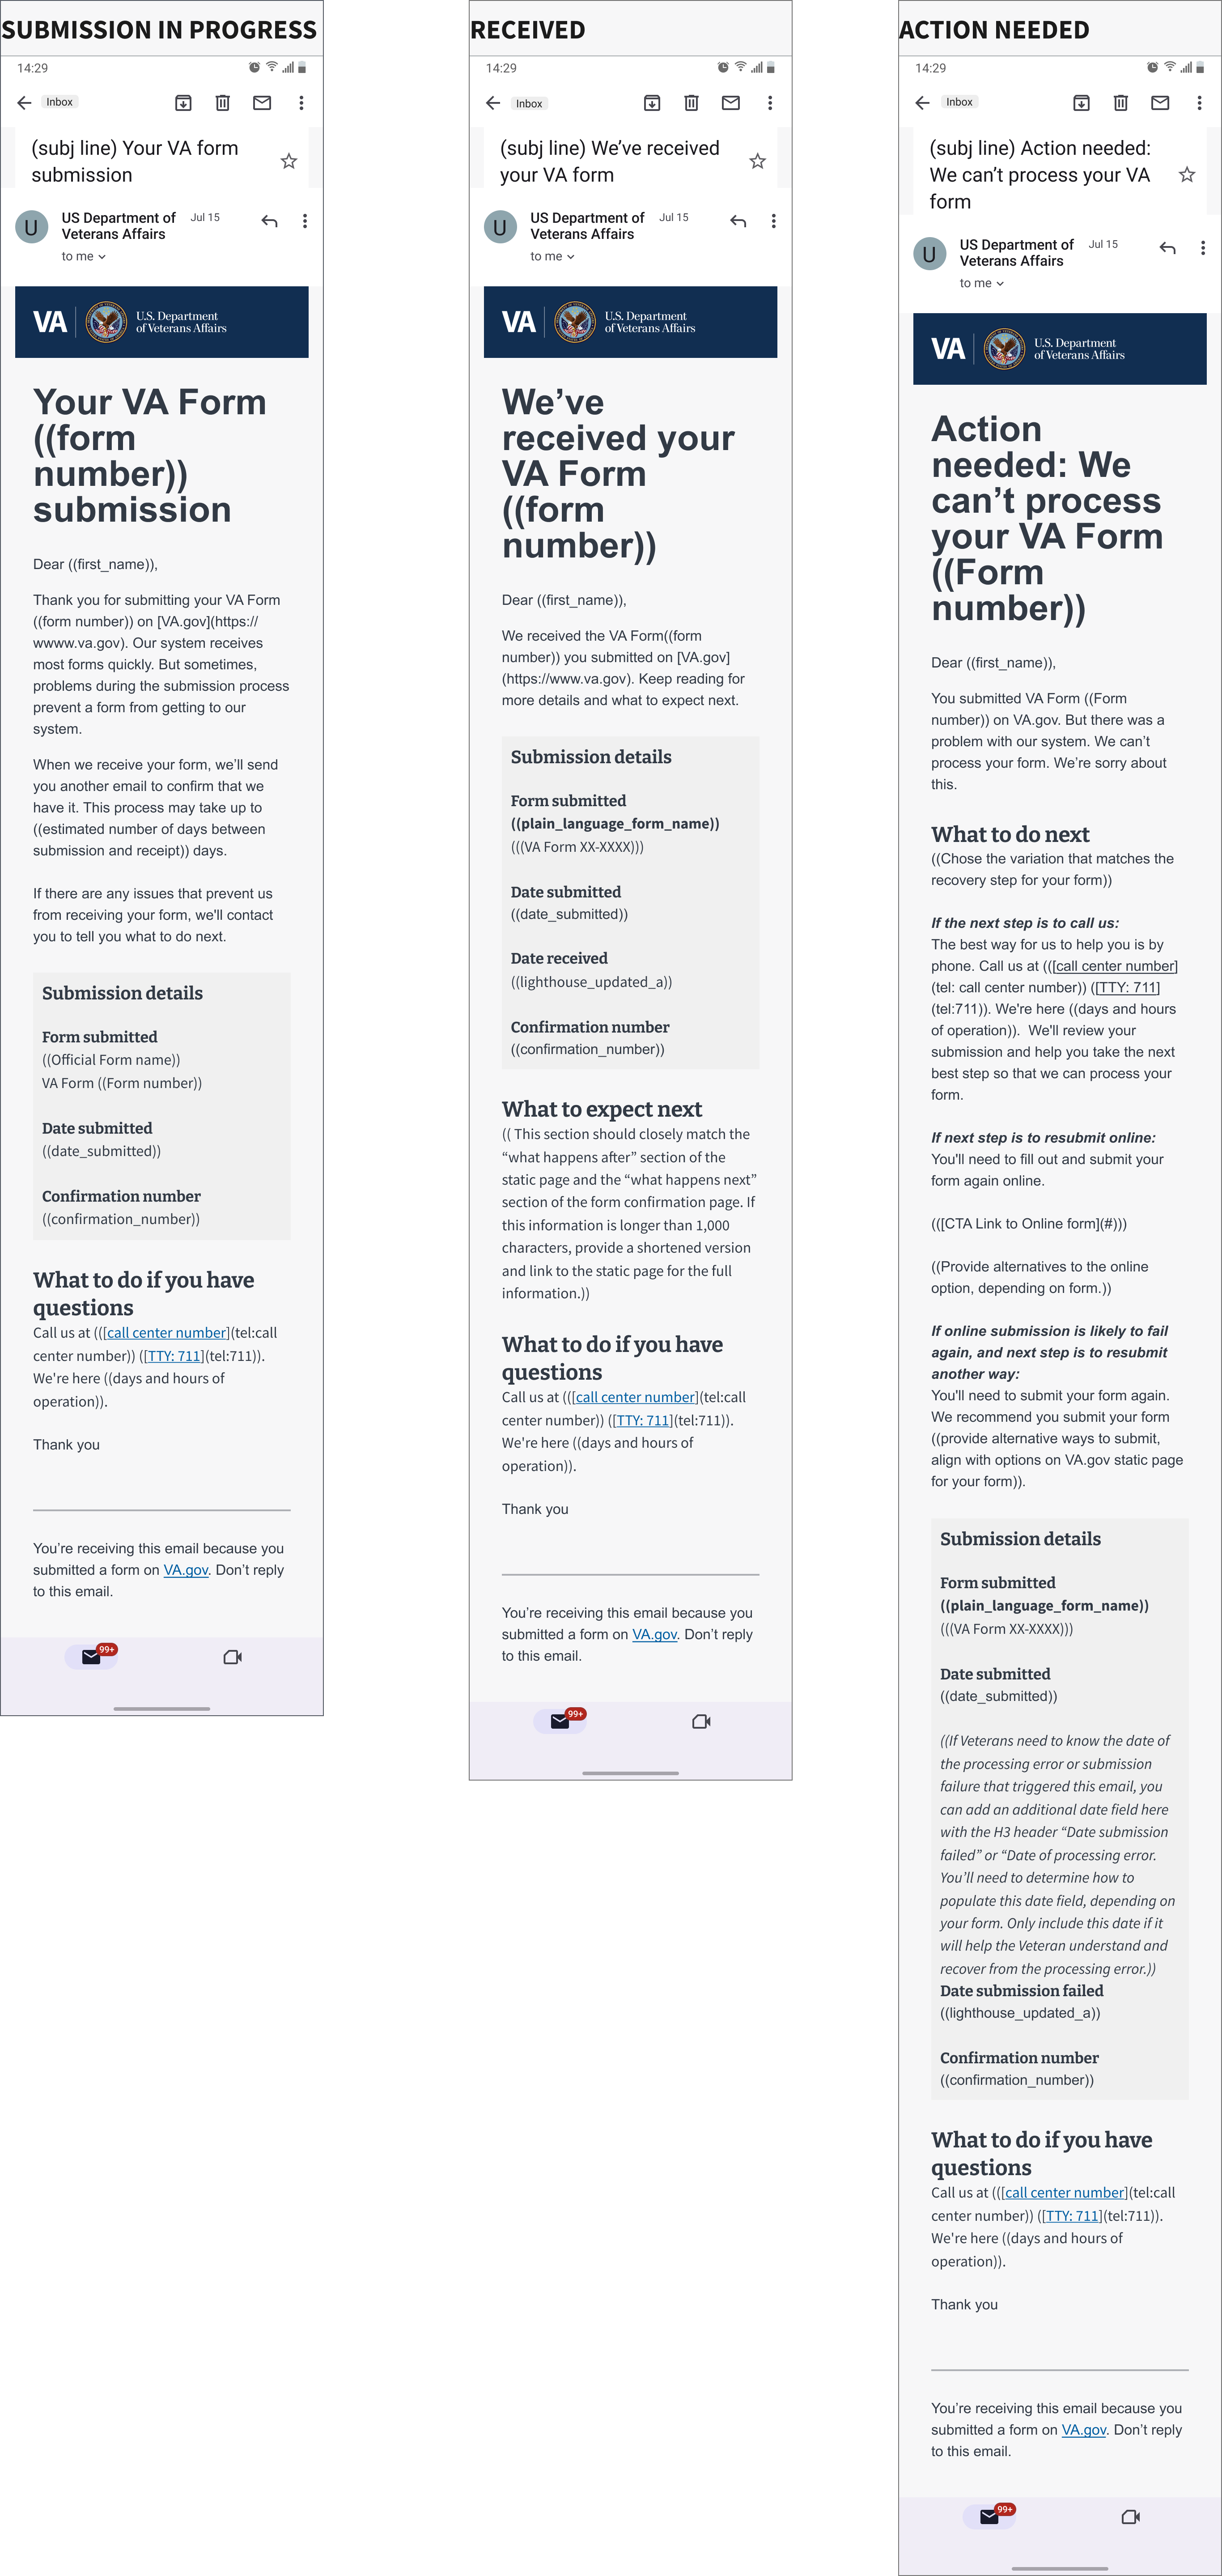 SUBMISSION IN PROGRESS
14:29
Inbox
(subj line) Your VA form
submission
U
US Department of
Veterans Affairs
Jul 15
to me
VA
U.S. Department
of Veterans Affairs
Your VA Form
((form
number))
submission
Dear ((first_name)),
Thank you for submitting your VA Form
((form number)) on [VA.gov](https://
wwww.va.gov). Our system receives
most forms quickly. But sometimes,
problems during the submission process
prevent a form from getting to our
system.
When we receive your form, we’ll send
you another email to confirm that we
have it. This process may take up to
((estimated number of days between
submission and receipt)) days.
If there are any issues that prevent us
from receiving your form, we'll contact
you to tell you what to do next.
Submission details
Form submitted
((Official Form name))
VA Form ((Form number))
Date submitted
((date_submitted))
Confirmation number
((confirmation_number))
What to do if you have
questions
Call us at (([call center number](tel:call
center number)) ([TTY: 711](tel:711)).
We're here ((days and hours of
operation)).
Thank you
You’re receiving this email because you
submitted a form on VA.gov. Don’t reply
to this email.
99+
RECEIVED
14:29
Inbox
(subj line) We’ve received
your VA form
U
US Department of
Veterans Affairs
Jul 15
to me
VA
U.S. Department
of Veterans Affairs
We’ve
received your
VA Form
((form
number))
Dear ((first_name)),
We received the VA Form((form
number)) you submitted on [VA.gov]
(https://www.va.gov). Keep reading for
more details and what to expect next.
Submission details
Form submitted
((plain_language_form_name))
(((VA Form XX-XXXX)))
Date submitted
((date_submitted))
Date received
((lighthouse_updated_a))
Confirmation number
((confirmation_number))
What to expect next
(( This section should closely match the
“what happens after” section of the
static page and the “what happens next”
section of the form confirmation page. If
this information is longer than 1,000
characters, provide a shortened version
and link to the static page for the full
information.))
What to do if you have
questions
Call us at (([call center number](tel:call
center number)) ([TTY: 711](tel:711)).
We're here ((days and hours of
operation)).
Thank you
You’re receiving this email because you
submitted a form on VA.gov. Don’t reply
to this email.
99+
ACTION NEEDED
14:29
Inbox
(subj line) Action needed:
We can’t process your VA
form
U
US Department of
Veterans Affairs
Jul 15
to me
VA
U.S. Department
of Veterans Affairs
Action
needed: We
can’t process
your VA Form
((Form
number))
Dear ((first_name)),
You submitted VA Form ((Form
number)) on VA.gov. But there was a
problem with our system. We can’t
process your form. We’re sorry about
this.
What to do next
((Chose the variation that matches the
recovery step for your form))
If the next step is to call us:
The best way for us to help you is by
phone. Call us at (([call center number]
(tel: call center number)) ([TTY: 711]
(tel:711)). We're here ((days and hours
of operation)). We'll review your
submission and help you take the next
best step so that we can process your
form.
If next step is to resubmit online:
You'll need to fill out and submit your
form again online.
(([CTA Link to Online form](#)))
((Provide alternatives to the online
option, depending on form.))
If online submission is likely to fail
again, and next step is to resubmit
another way:
You'll need to submit your form again.
We recommend you submit your form
((provide alternative ways to submit,
align with options on VA.gov static page
for your form)).
Submission details
Form submitted
((plain_language_form_name))
(((VA Form XX-XXXX)))
Date submitted
((date_submitted))
((If Veterans need to know the date of
the processing error or submission
failure that triggered this email, you
can add an additional date field here
with the H3 header “Date submission
failed” or “Date of processing error.
You’ll need to determine how to
populate this date field, depending on
your form. Only include this date if it
will help the Veteran understand and
recover from the processing error.))
Date submission failed
((lighthouse_updated_a))
Confirmation number
((confirmation_number))
What to do if you have
questions
Call us at (([call center number](tel:call
center number)) ([TTY: 711](tel:711)).
We're here ((days and hours of
operation)).
Thank you
You’re receiving this email because you
submitted a form on VA.gov. Don’t reply
to this email.
99+